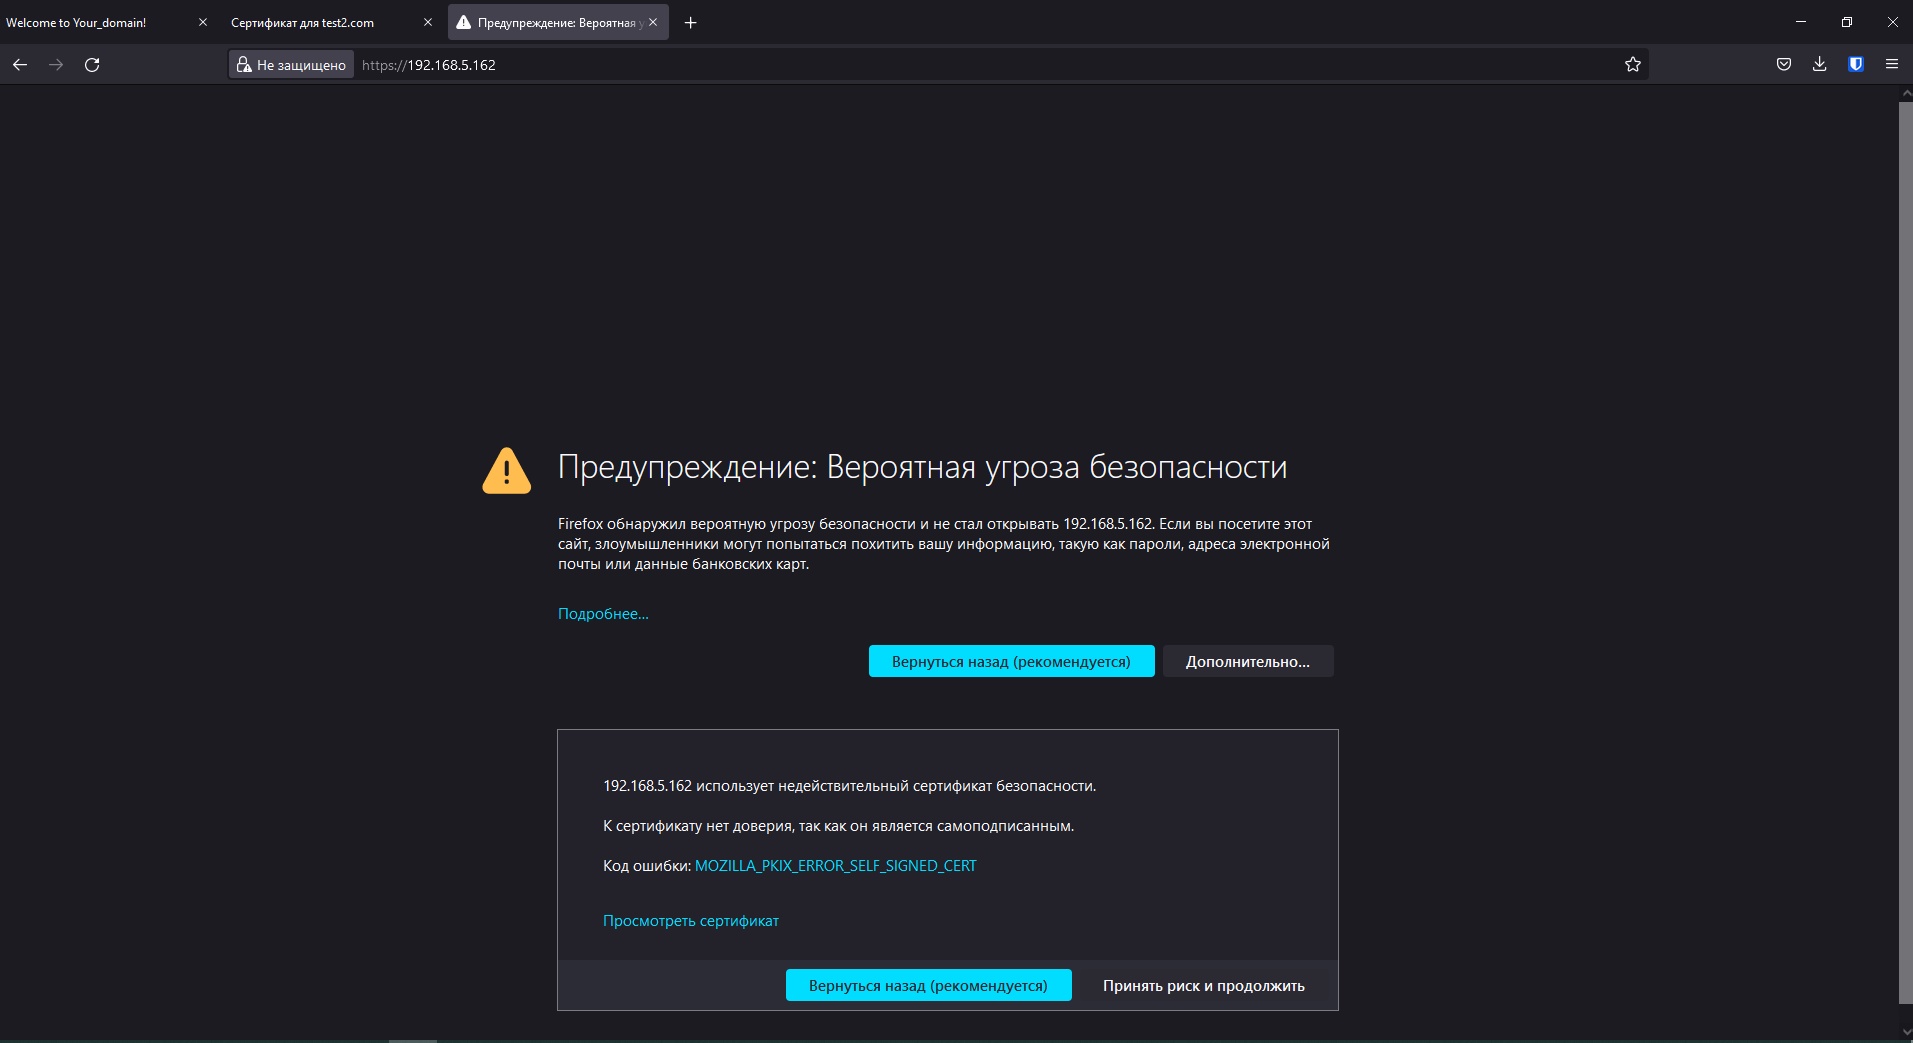 Welcome to Your_domain!
Сертификат для test2.com
Предупреждение: Вероятная у
Не защищено
https://192.168.5.162
Предупреждение: Вероятная угроза безопасности
Firefox обнаружил вероятную угрозу безопасности и не стал открывать 192.168.5.162. Если вы посетите этот
сайт, злоумышленники могут попытаться похитить вашу информацию, такую как пароли, адреса электронной
почты или данные банковских карт.
Подробнее...
Вернуться назад (рекомендуется)
Дополнительно...
192.168.5.162 использует недействительный сертификат безопасности.
К сертификату нет доверия, так как он является самоподписанным.
Код ошибки: MOZILLA_PKIX_ERROR_SELF_SIGNED_CERT
Просмотреть сертификат
Вернуться назад (рекомендуется)
Принять риск и продолжить